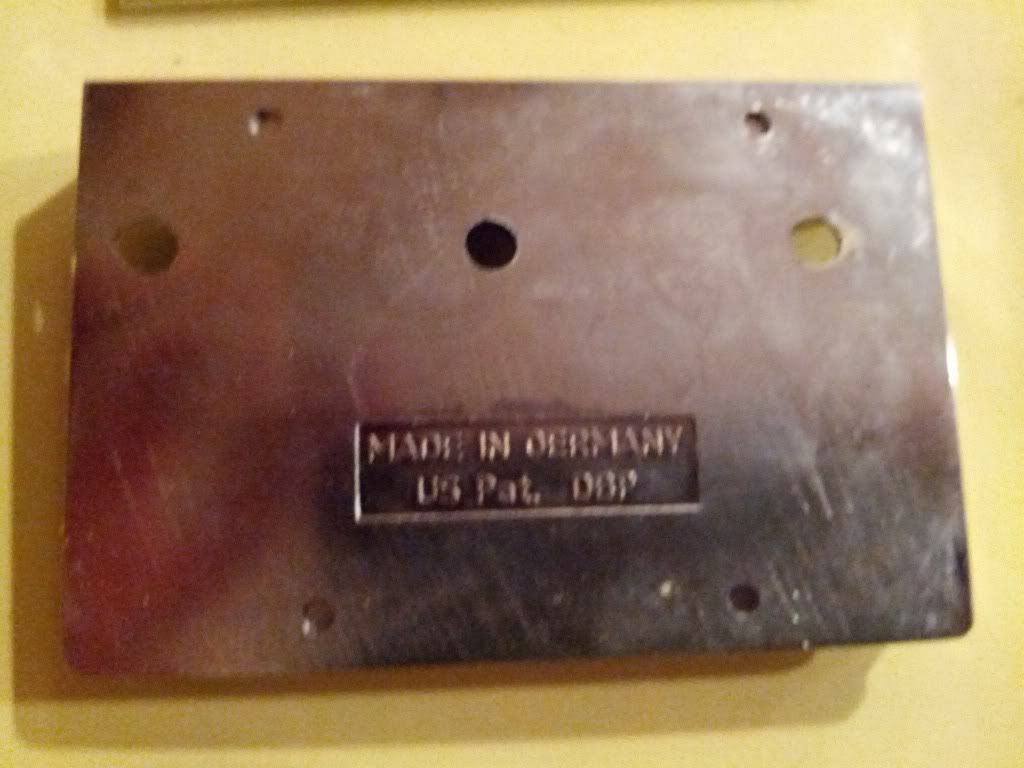 MADE IN GERMANY
US Pat. DBP